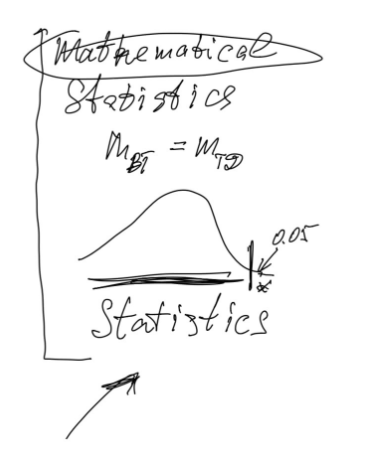 Mathematical
Statistics
m_BT = m_TD
0.05
Statistics